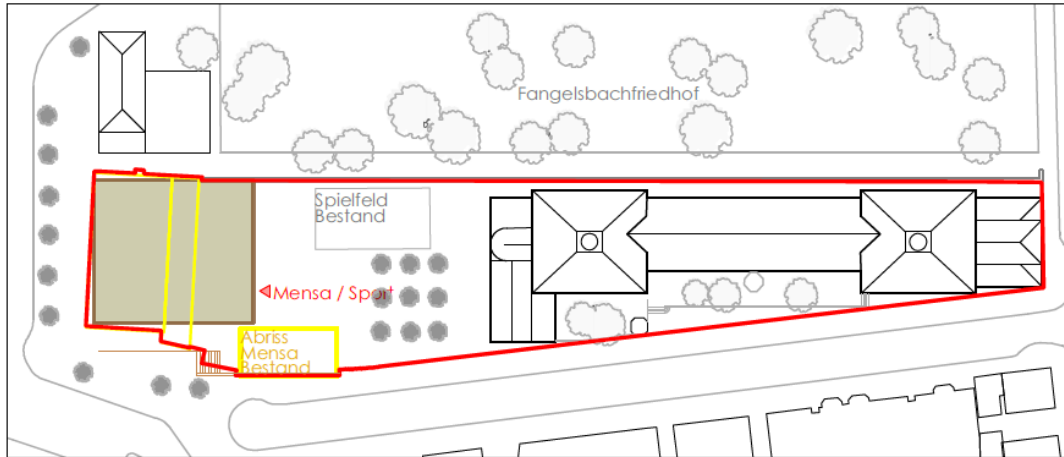 Fangelsbachfriedhof
Spielfeld
Bestand
Mensa / Sport
Abriss
Mensa
Bestand